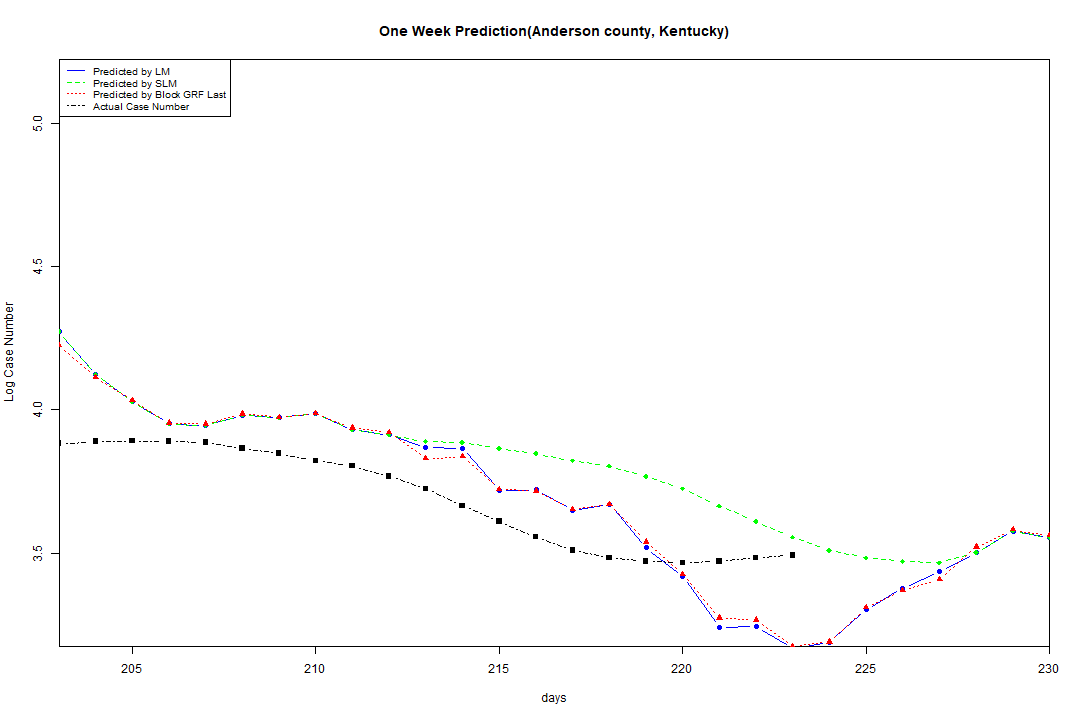 One Week Prediction(Anderson county, Kentucky)
Predicted by LM
Predicted by SLM
Predicted by Block GRF Last
Actual Case Number
5.0
4.5
4.0
3.5
Log Case Number
205 210 215 220 225 230
days